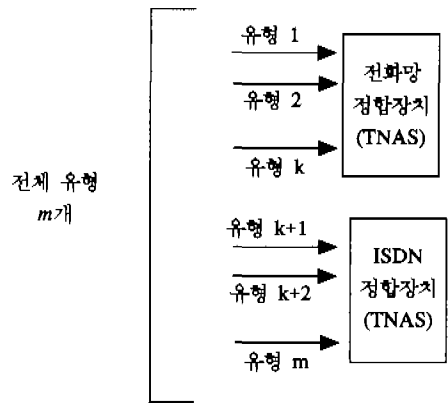 전체 유형
m개
유형 1
유형 2
유형 k
전화망
정합장치
(TNAS)
유형 k+1
유형 k+2
유형 m
ISDN
정합장치
(TNAS)